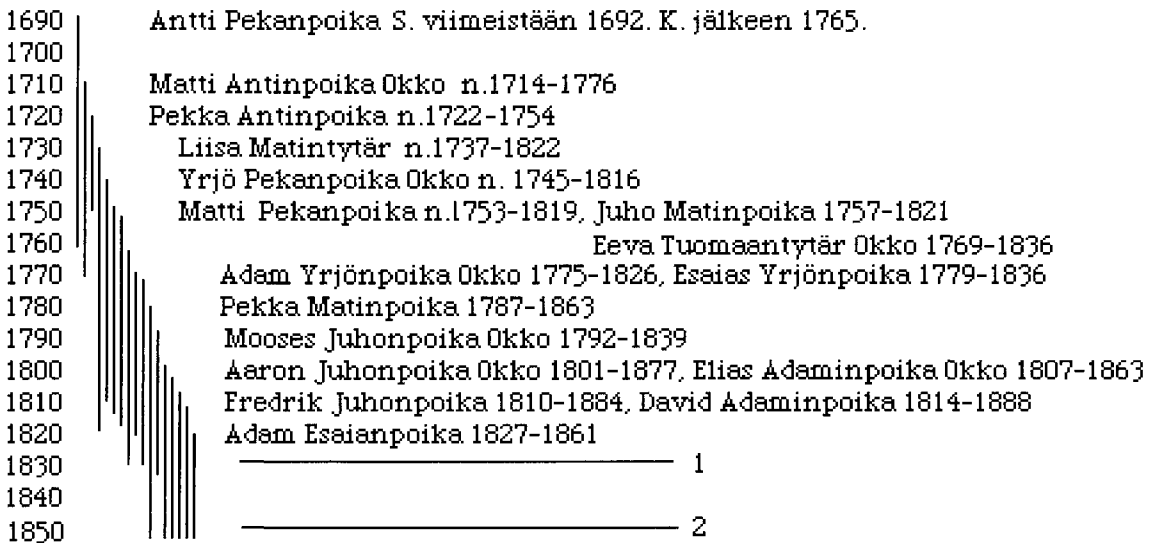 1690 Antti Pekanpoika S. viimeistään 1692. K. jälkeen 1765.
1700
1710 Matti Antinpoika Okko n.1714-1776
1720 Pekka Antinpoika n.1722-1754
1730 Liisa Matintytär n.1737-1822
1740 Yrjö Pekanpoika Okko n. 1745-1816
1750 Matti Pekanpoika n.1753-1819, Juho Matinpoika 1757-1821
1760 Eeva Tuomaantytär Okko 1769-1836
1770 Adam Yrjönpoika Okko 1775-1826, Esaias Yrjönpoika 1779-1836
1780 Pekka Matinpoika 1787-1863
1790 Mooses Juhonpoika Okko 1792-1839
1800 Aaron Juhonpoika Okko 1801-1877, Elias Adaminpoika Okko 1807-1863
1810 Fredrik Juhonpoika 1810-1884, David Adaminpoika 1814-1888
1820 Adam Esaianpoika 1827-1861
1830 1
1840
1850 2